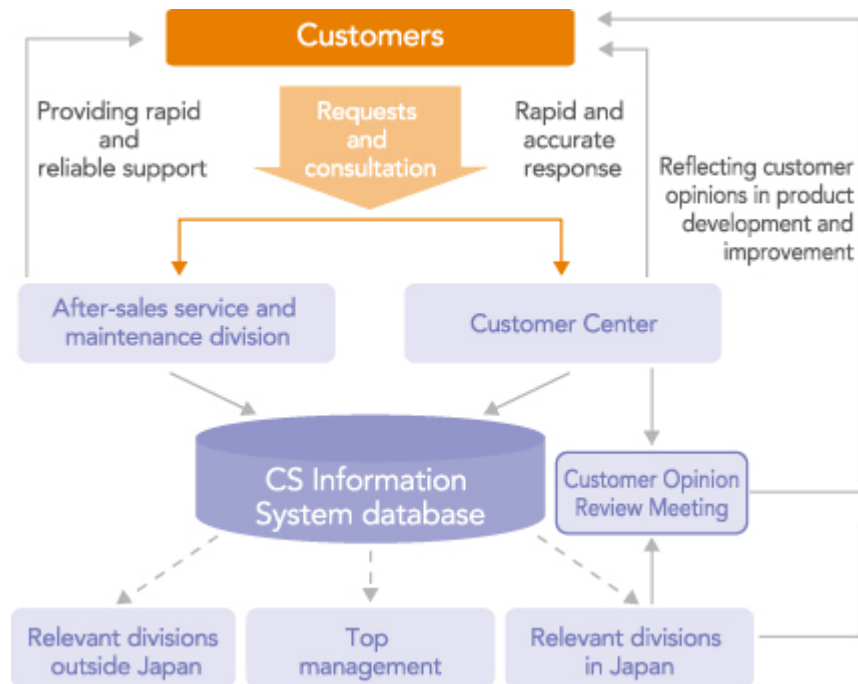 Customers
Providing rapid
and
reliable support
Requests
and
consultation
Rapid and
accurate
response
Reflecting customer
opinions in product
development and
improvement
After-sales service and
maintenance division
Customer Center
CS Information
System database
Customer Opinion
Review Meeting
Relevant divisions
outside Japan
Top
management
Relevant divisions
in Japan